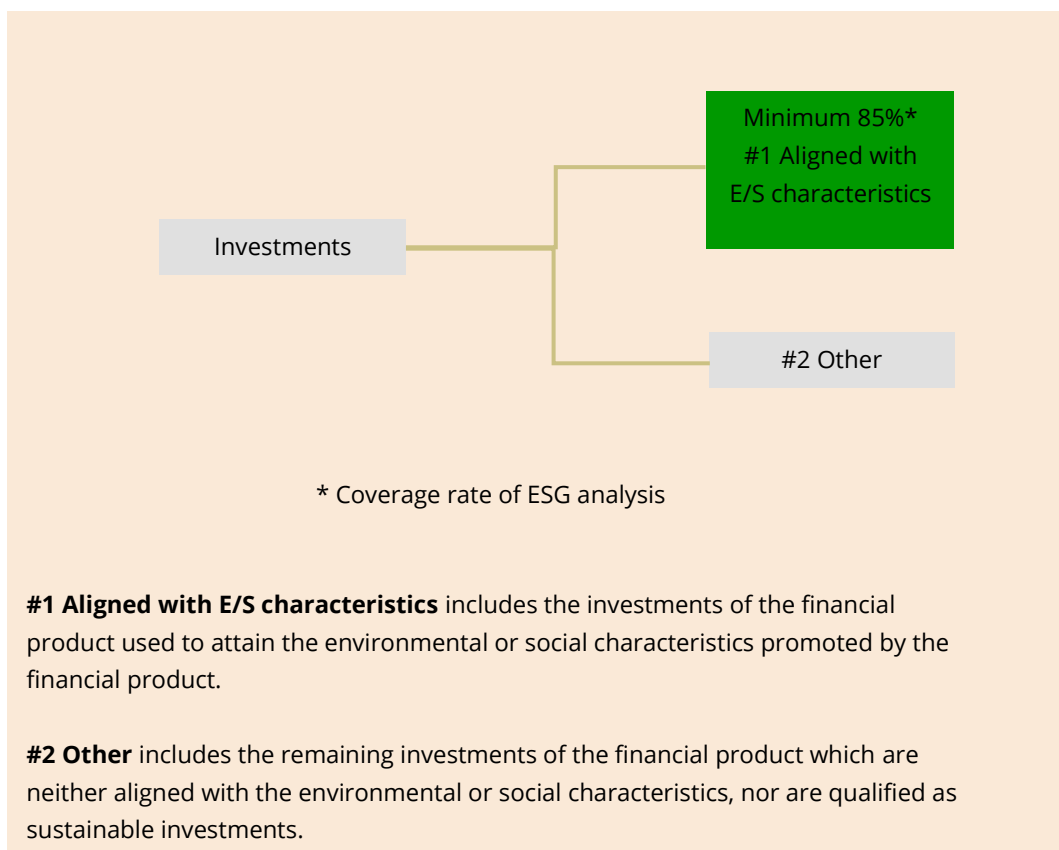 Minimum 85%*
#1 Aligned with
E/S characteristics
Investments
#2 Other
* Coverage rate of ESG analysis
#1 Aligned with E/S characteristics includes the investments of the financial
product used to attain the environmental or social characteristics promoted by the
financial product.
#2 Other includes the remaining investments of the financial product which are
neither aligned with the environmental or social characteristics, nor are qualified as
sustainable investments.